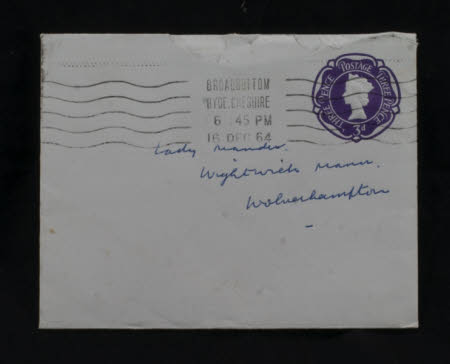 BROADBOTTOM
HYDE, CHESHIRE
6.45 PM
16 DEC 64
POSTAGE
THREE PENCE
THREE PENCE
3d
Lady Mander.
Wightwick Manor.
Wolverhampton